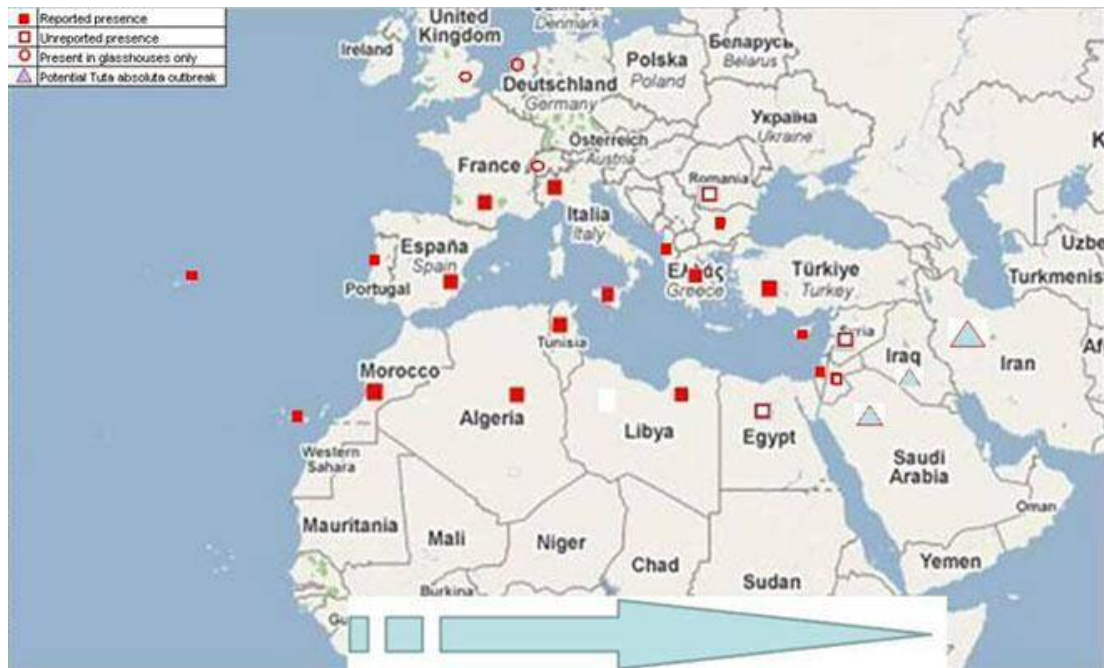 Reported presence
Unreported presence
Present in glasshouses only
Potential Tuta absoluta outbreak
United
Kingdom
Denmark
Ireland
Беларусь
Belarus
Polska
Poland
Deutschland
Germany
Україна
Ukraine
Österreich
Austria
France
Romania
Italia
Italy
España
Spain
Portugal
Ελλάς
Greece
Türkiye
Turkey
Uzbe
Turkmenist
Tunisia
Syria
Iraq
Iran
Af
Morocco
Algeria
Libya
Egypt
Western
Sahara
Saudi
Arabia
Oman
Mauritania
Mali
Niger
Chad
Sudan
Yemen
Burkina
Gu